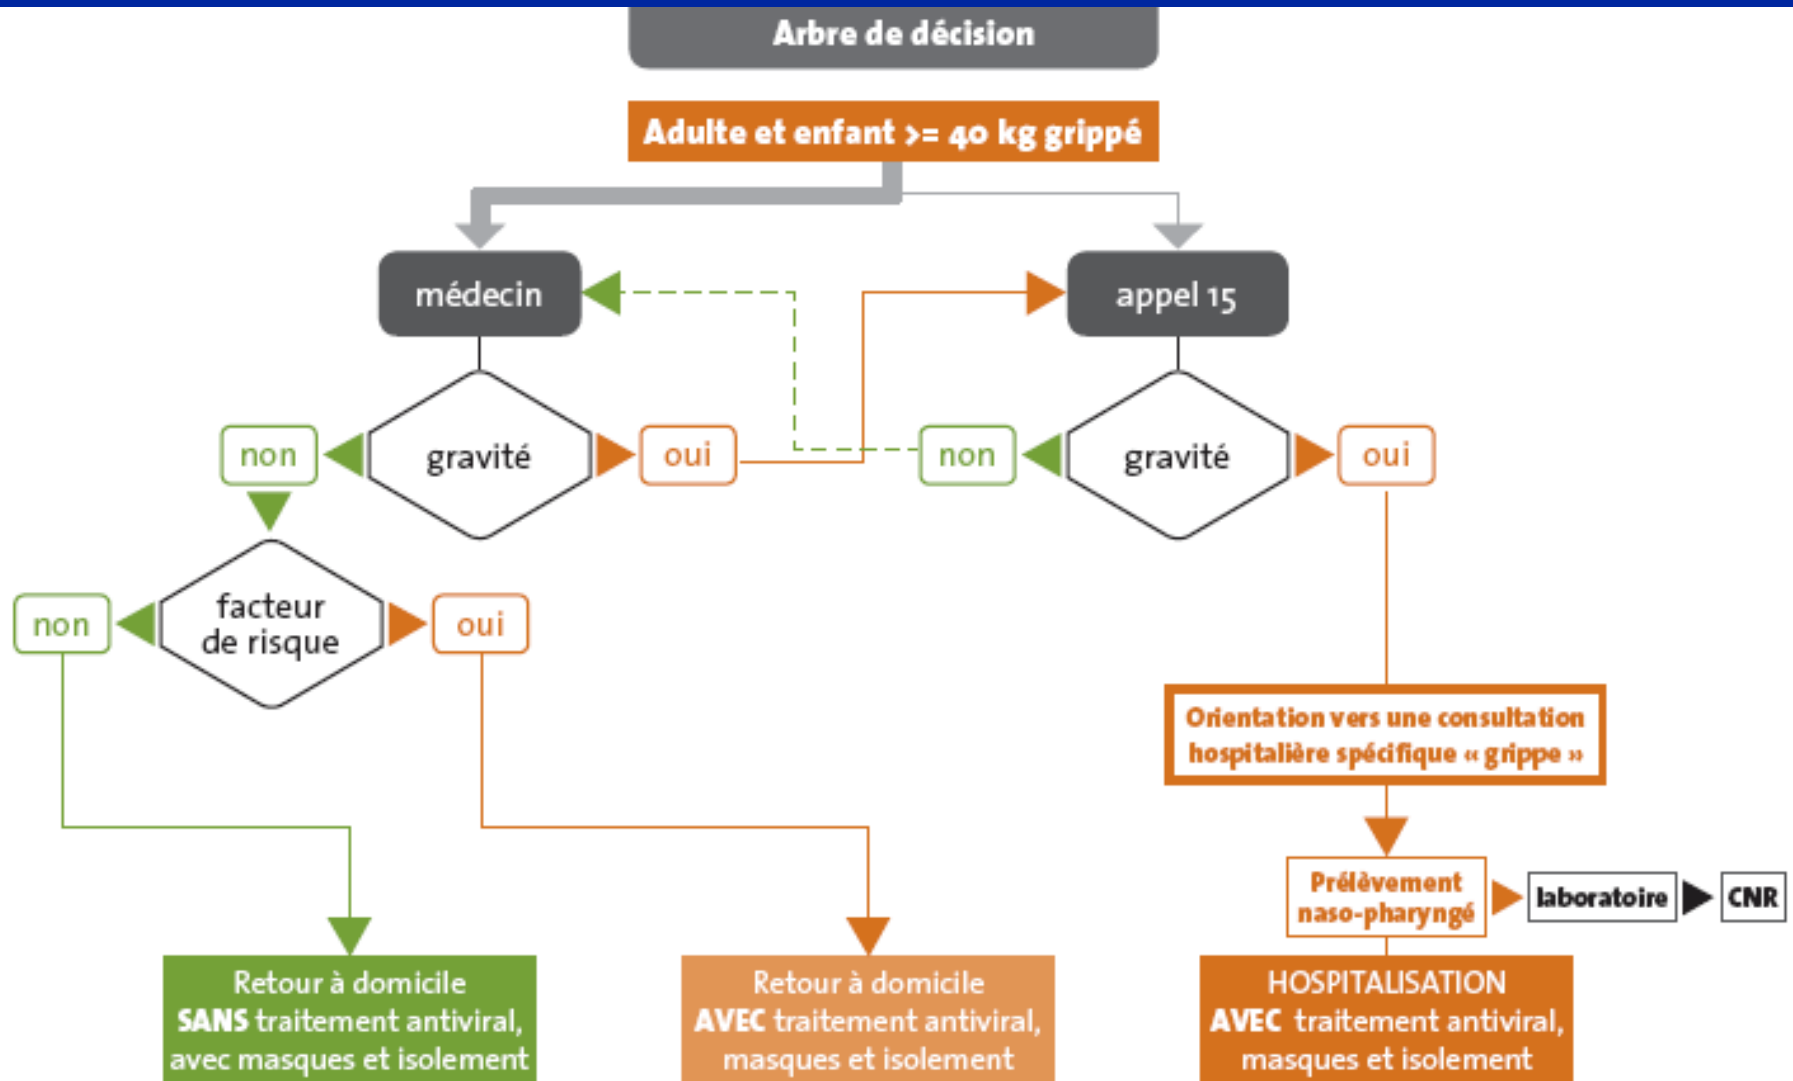 Arbre de décision
Adulte et enfant >= 40 kg grippé
médecin
appel 15
non
gravité
oui
non
gravité
oui
non
facteur
de risque
oui
Orientation vers une consultation
hospitalière spécifique « grippe »
Prélèvement
naso-pharyngé
laboratoire
CNR
Retour à domicile
SANS traitement antiviral,
avec masques et isolement
Retour à domicile
AVEC traitement antiviral,
masques et isolement
HOSPITALISATION
AVEC traitement antiviral,
masques et isolement